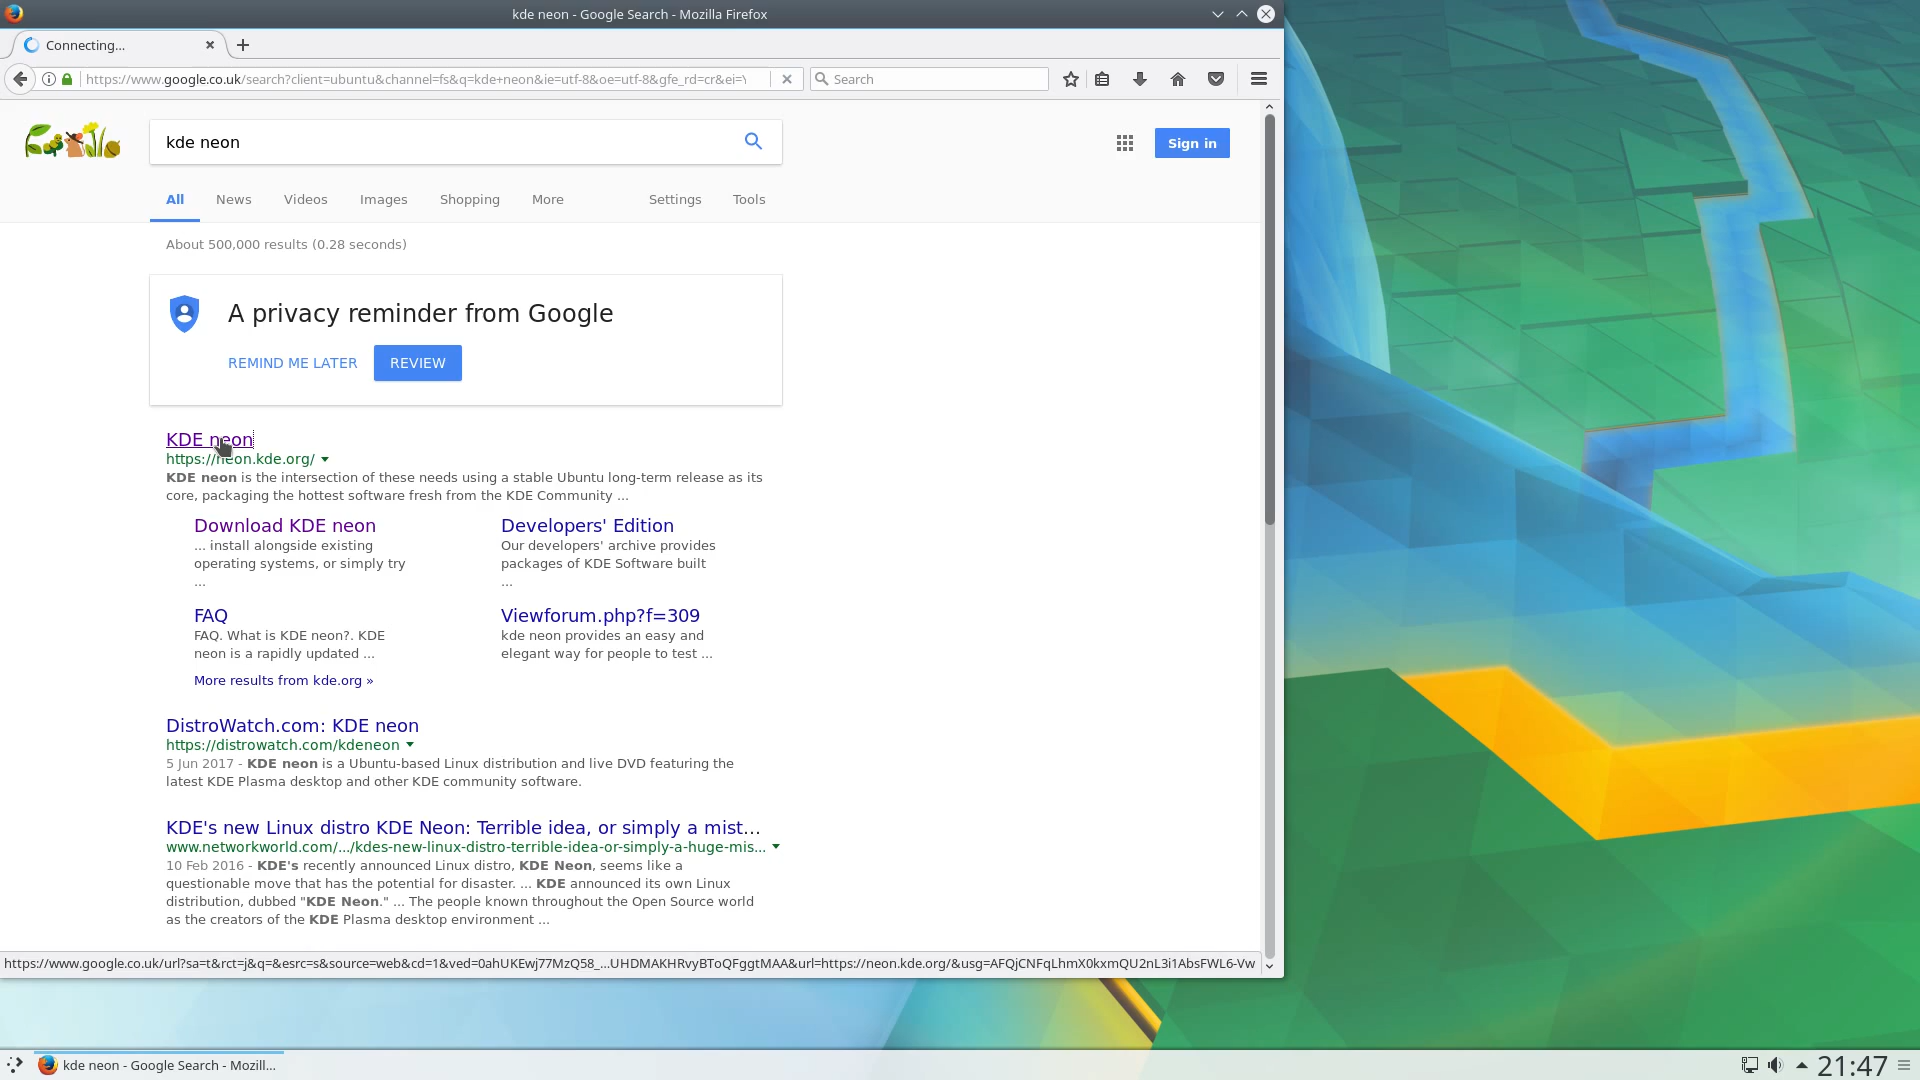 kde neon - Google Search - Mozilla Firefox
Connecting...
https://www.google.co.uk/search?client=ubuntu&channel=fs&q=kde+neon&ie=utf-8&oe=utf-8&gfe_rd=cr&ei=
Search
kde neon
Sign in
All News Videos Images Shopping More Settings Tools
About 500,000 results (0.28 seconds)
A privacy reminder from Google
REMIND ME LATER REVIEW
KDE neon
https://neon.kde.org/
KDE neon is the intersection of these needs using a stable Ubuntu long-term release as its
core, packaging the hottest software fresh from the KDE Community ...
Download KDE neon
... install alongside existing
operating systems, or simply try
...
Developers' Edition
Our developers' archive provides
packages of KDE Software built
...
FAQ
FAQ. What is KDE neon?. KDE
neon is a rapidly updated ...
Viewforum.php?f=309
kde neon provides an easy and
elegant way for people to test ...
More results from kde.org »
DistroWatch.com: KDE neon
https://distrowatch.com/kdeneon
5 Jun 2017 - KDE neon is a Ubuntu-based Linux distribution and live DVD featuring the
latest KDE Plasma desktop and other KDE community software.
KDE's new Linux distro KDE Neon: Terrible idea, or simply a mist...
www.networkworld.com/.../kdes-new-linux-distro-terrible-idea-or-simply-a-huge-mis...
10 Feb 2016 - KDE's recently announced Linux distro, KDE Neon, seems like a
questionable move that has the potential for disaster. ... KDE announced its own Linux
distribution, dubbed "KDE Neon." ... The people known throughout the Open Source world
as the creators of the KDE Plasma desktop environment ...
https://www.google.co.uk/url?sa=t&rct=j&q=&esrc=s&source=web&cd=1&ved=0ahUKEwj77MzQ58_...UHDMAKHRvyBToQFggtMAA&url=https://neon.kde.org/&usg=AFQjCNFqLhmX0kxmQU2nL3i1AbsFWL6-Vw
kde neon - Google Search - Mozill...
21:47